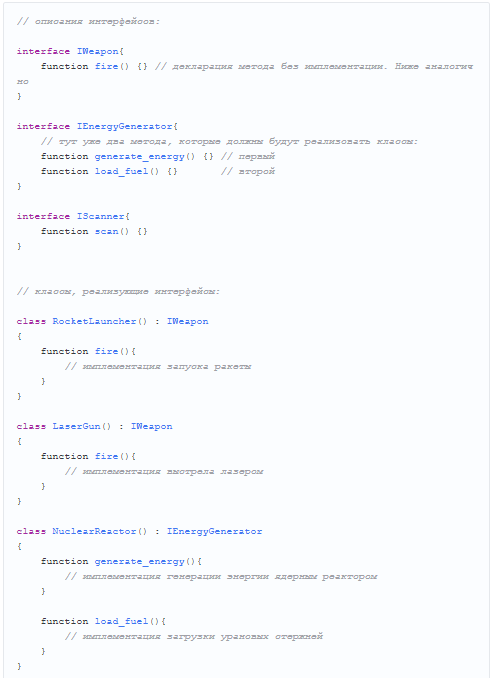 // описания интерфейсов:
interface IWeapon{
    function fire() {} // декларация метода без имплементации. Ниже аналогич
но
}
interface IEnergyGenerator{
    // тут уже два метода, которые должны будут реализовать классы:
    function generate_energy() {} // первый
    function load_fuel() {}       // второй
}
interface IScanner{
    function scan() {}
}
// классы, реализующие интерфейсы:
class RocketLauncher() : IWeapon
{
    function fire(){
        // имплементация запуска ракеты
    }
}
class LaserGun() : IWeapon
{
    function fire(){
        // имплементация выстрела лазером
    }
}
class NuclearReactor() : IEnergyGenerator
{
    function generate_energy(){
        // имплементация генерации энергии ядерным реактором
    }
    function load_fuel(){
        // имплементация загрузки урановых стержней
    }
}